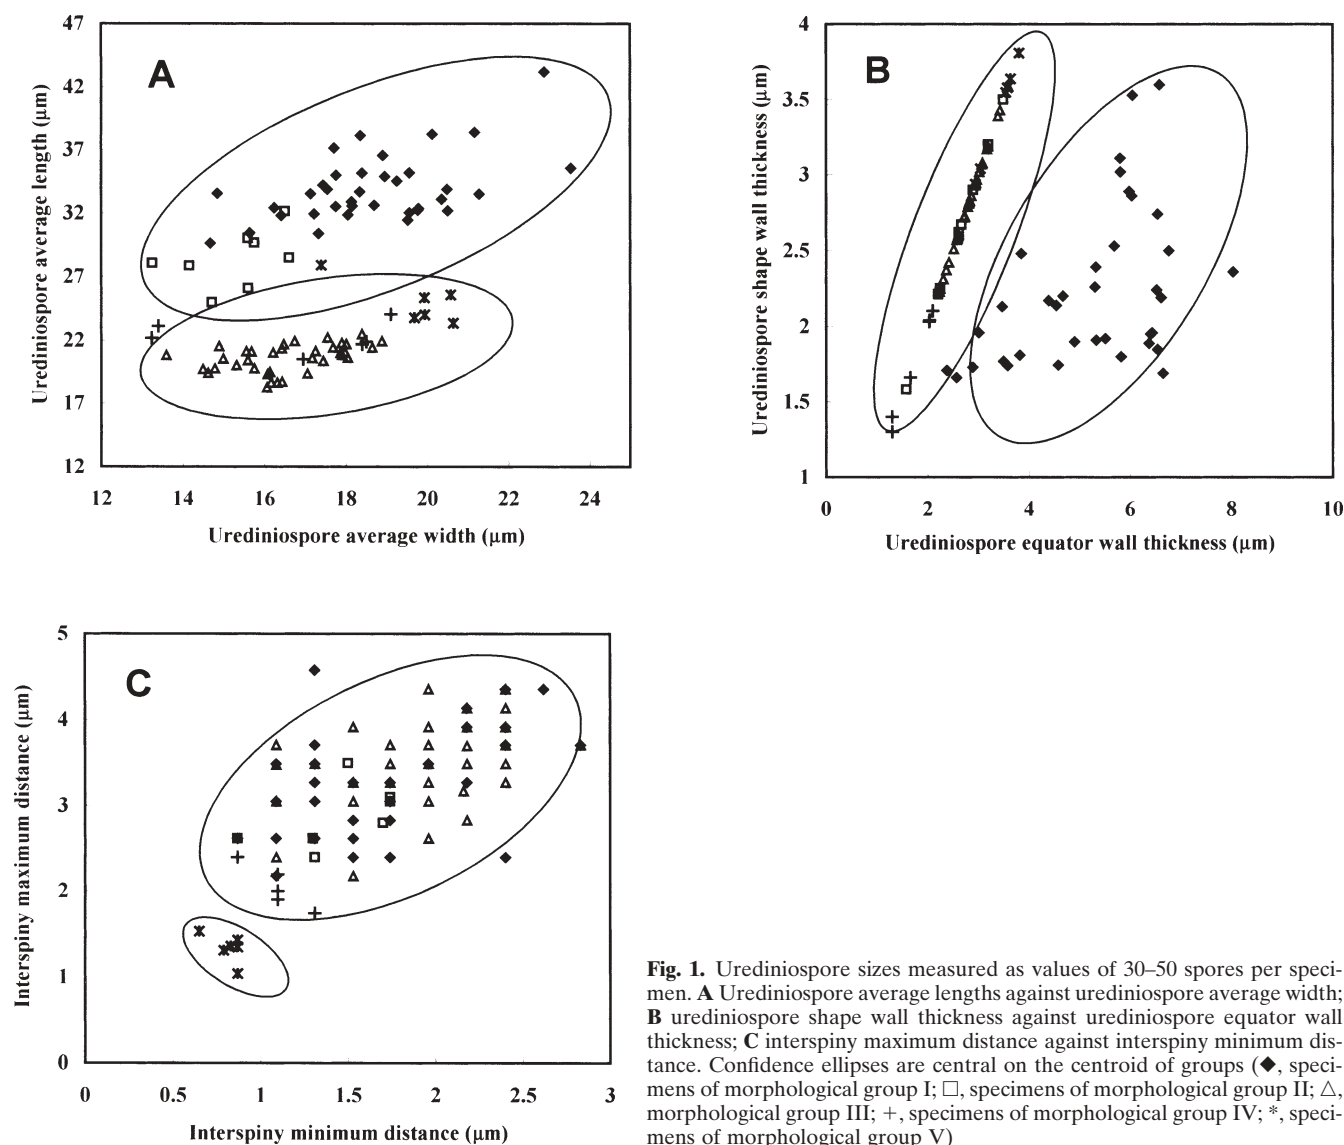 A
47
42
37
32
27
22
17
12
12 14 16 18 20 22 24
Urediniospore average length (μm)
Urediniospore average width (μm)
B
4
3.5
3
2.5
2
1.5
1
0 2 4 6 8 10
Urediniospore shape wall thickness (μm)
Urediniospore equator wall thickness (μm)
C
5
4
3
2
1
0
0 0.5 1 1.5 2 2.5 3
Interspiny maximum distance (μm)
Interspiny minimum distance (μm)
Fig. 1. Urediniospore sizes measured as values of 30–50 spores per speci-
men. A Urediniospore average lengths against urediniospore average width;
B urediniospore shape wall thickness against urediniospore equator wall
thickness; C interspiny maximum distance against interspiny minimum dis-
tance. Confidence ellipses are central on the centroid of groups (◆, speci-
mens of morphological group I; □, specimens of morphological group II; △,
morphological group III; +, specimens of morphological group IV; *, speci-
mens of morphological group V)